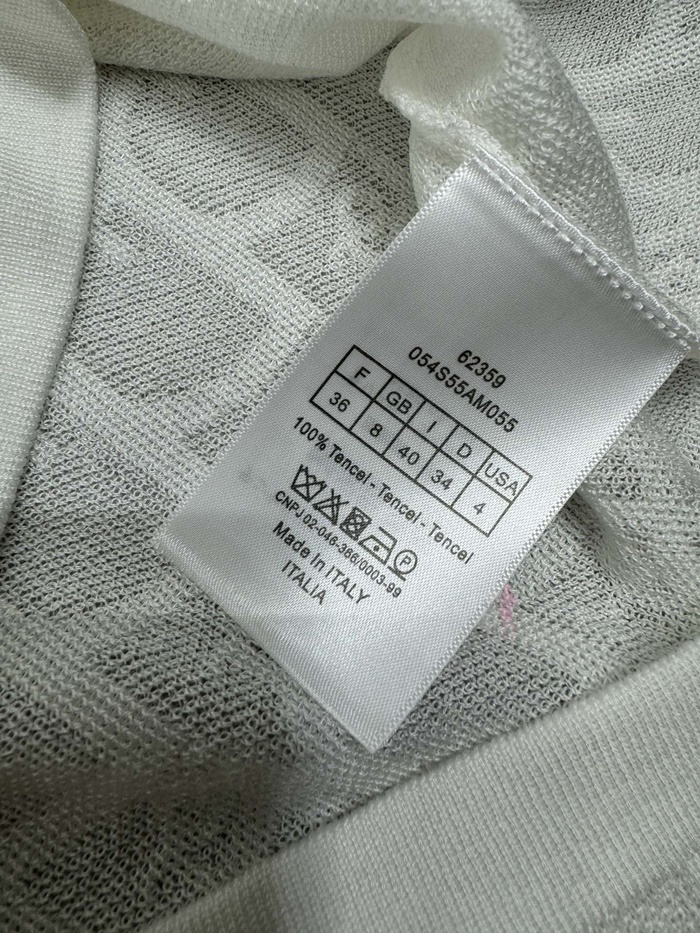 62359
054S55AM055
F GB I D USA
36 8 40 34 4
100% Tencel - Tencel - Tencel
P
CNPJ 02-046-366/0003-99
Made in ITALY
ITALIA